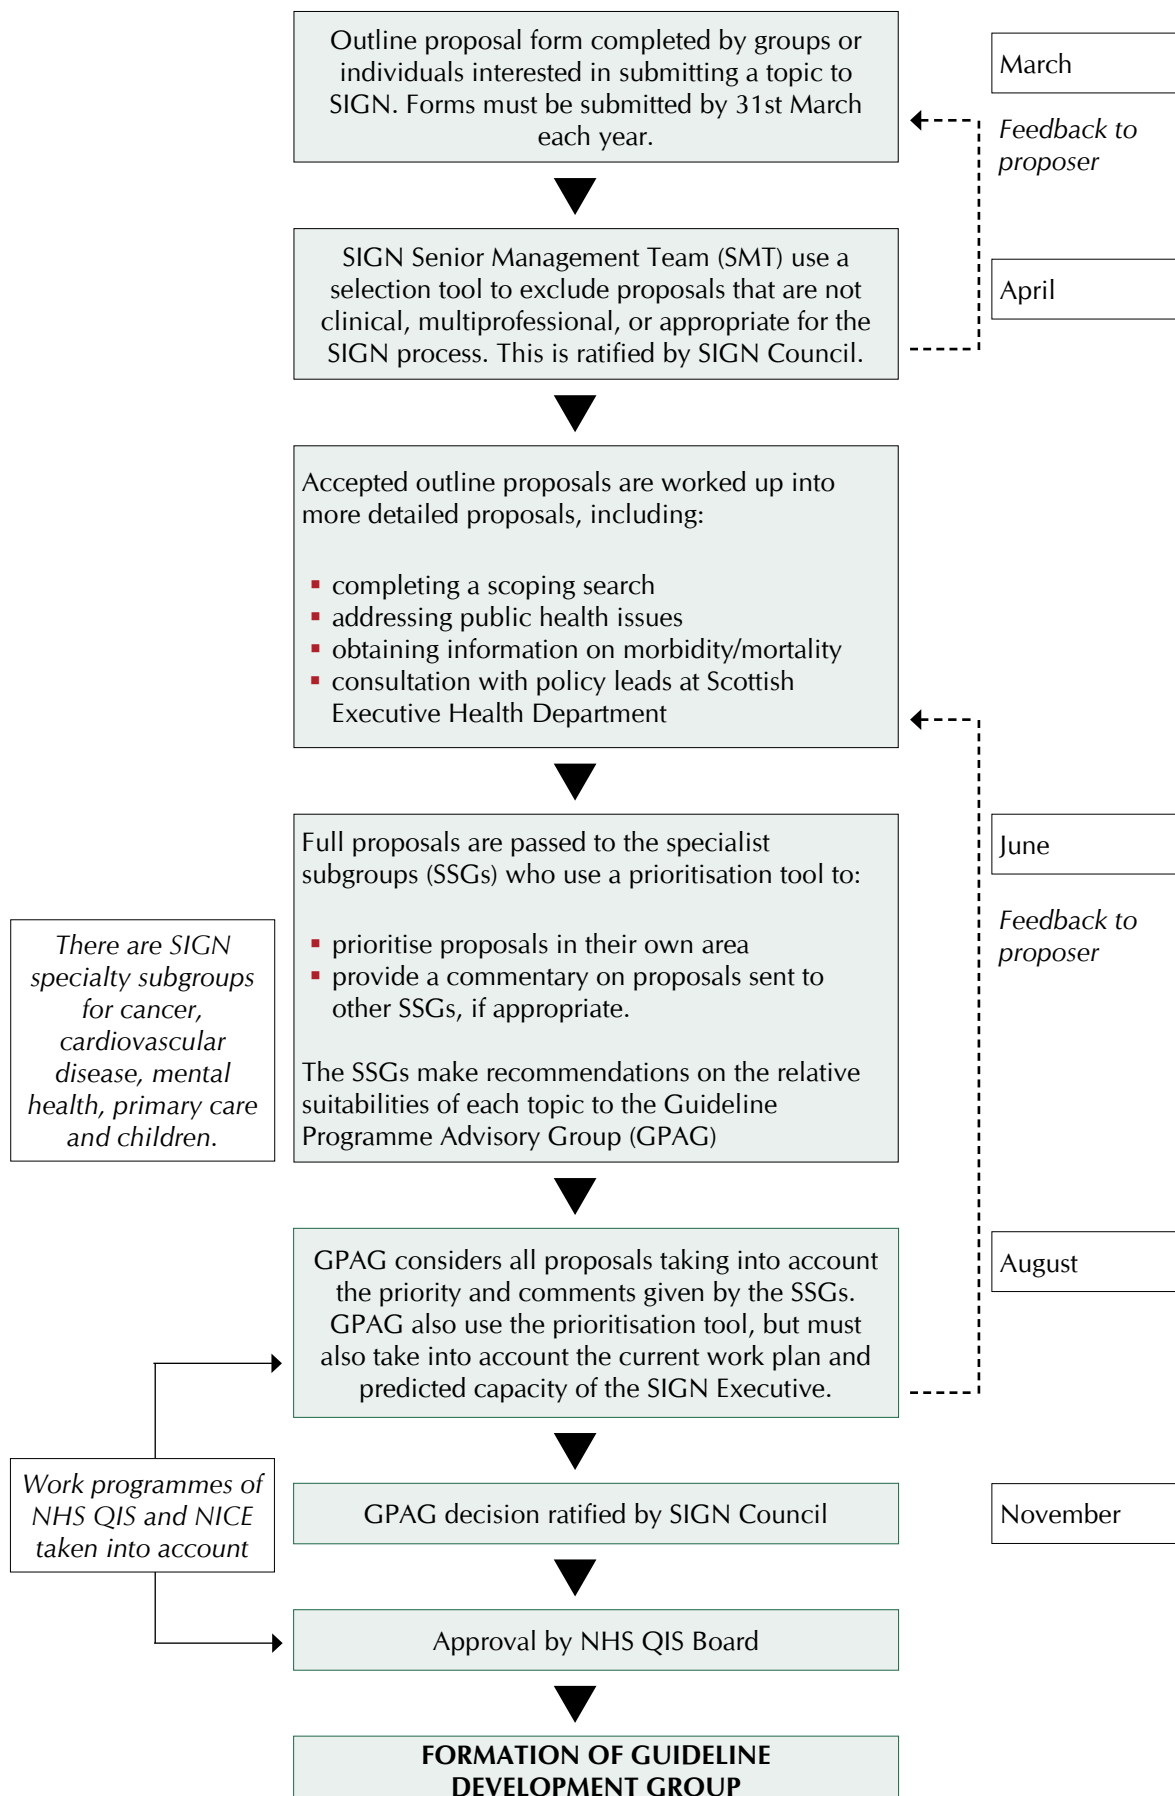 Outline proposal form completed by groups or
individuals interested in submitting a topic to
SIGN. Forms must be submitted by 31st March
each year.
March
Feedback to
proposer
SIGN Senior Management Team (SMT) use a
selection tool to exclude proposals that are not
clinical, multiprofessional, or appropriate for the
SIGN process. This is ratified by SIGN Council.
April
Accepted outline proposals are worked up into
more detailed proposals, including:
▪ completing a scoping search
▪ addressing public health issues
▪ obtaining information on morbidity/mortality
▪ consultation with policy leads at Scottish
Executive Health Department
Full proposals are passed to the specialist
subgroups (SSGs) who use a prioritisation tool to:
▪ prioritise proposals in their own area
▪ provide a commentary on proposals sent to
other SSGs, if appropriate.
The SSGs make recommendations on the relative
suitabilities of each topic to the Guideline
Programme Advisory Group (GPAG)
June
Feedback to
proposer
There are SIGN
specialty subgroups
for cancer,
cardiovascular
disease, mental
health, primary care
and children.
GPAG considers all proposals taking into account
the priority and comments given by the SSGs.
GPAG also use the prioritisation tool, but must
also take into account the current work plan and
predicted capacity of the SIGN Executive.
August
Work programmes of
NHS QIS and NICE
taken into account
GPAG decision ratified by SIGN Council
November
Approval by NHS QIS Board
FORMATION OF GUIDELINE
DEVELOPMENT GROUP